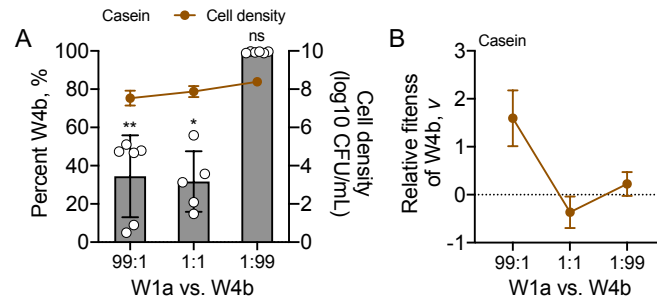 Casein
Cell density
A
ns
**
*
100
80
60
40
20
0
Percent W4b, %
10
8
6
4
2
0
Cell density
(log10 CFU/mL)
99:1 1:1 1:99
W1a vs. W4b
B
Casein
3
2
1
0
-1
Relative fitenss
of W4b, v
99:1 1:1 1:99
W1a vs. W4b